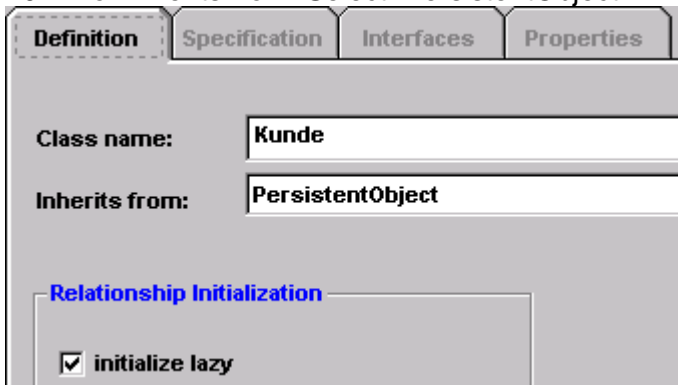 Definition Specification Interfaces Properties
Class name: Kunde
Inherits from: PersistentObject
Relationship Initialization
initialize lazy